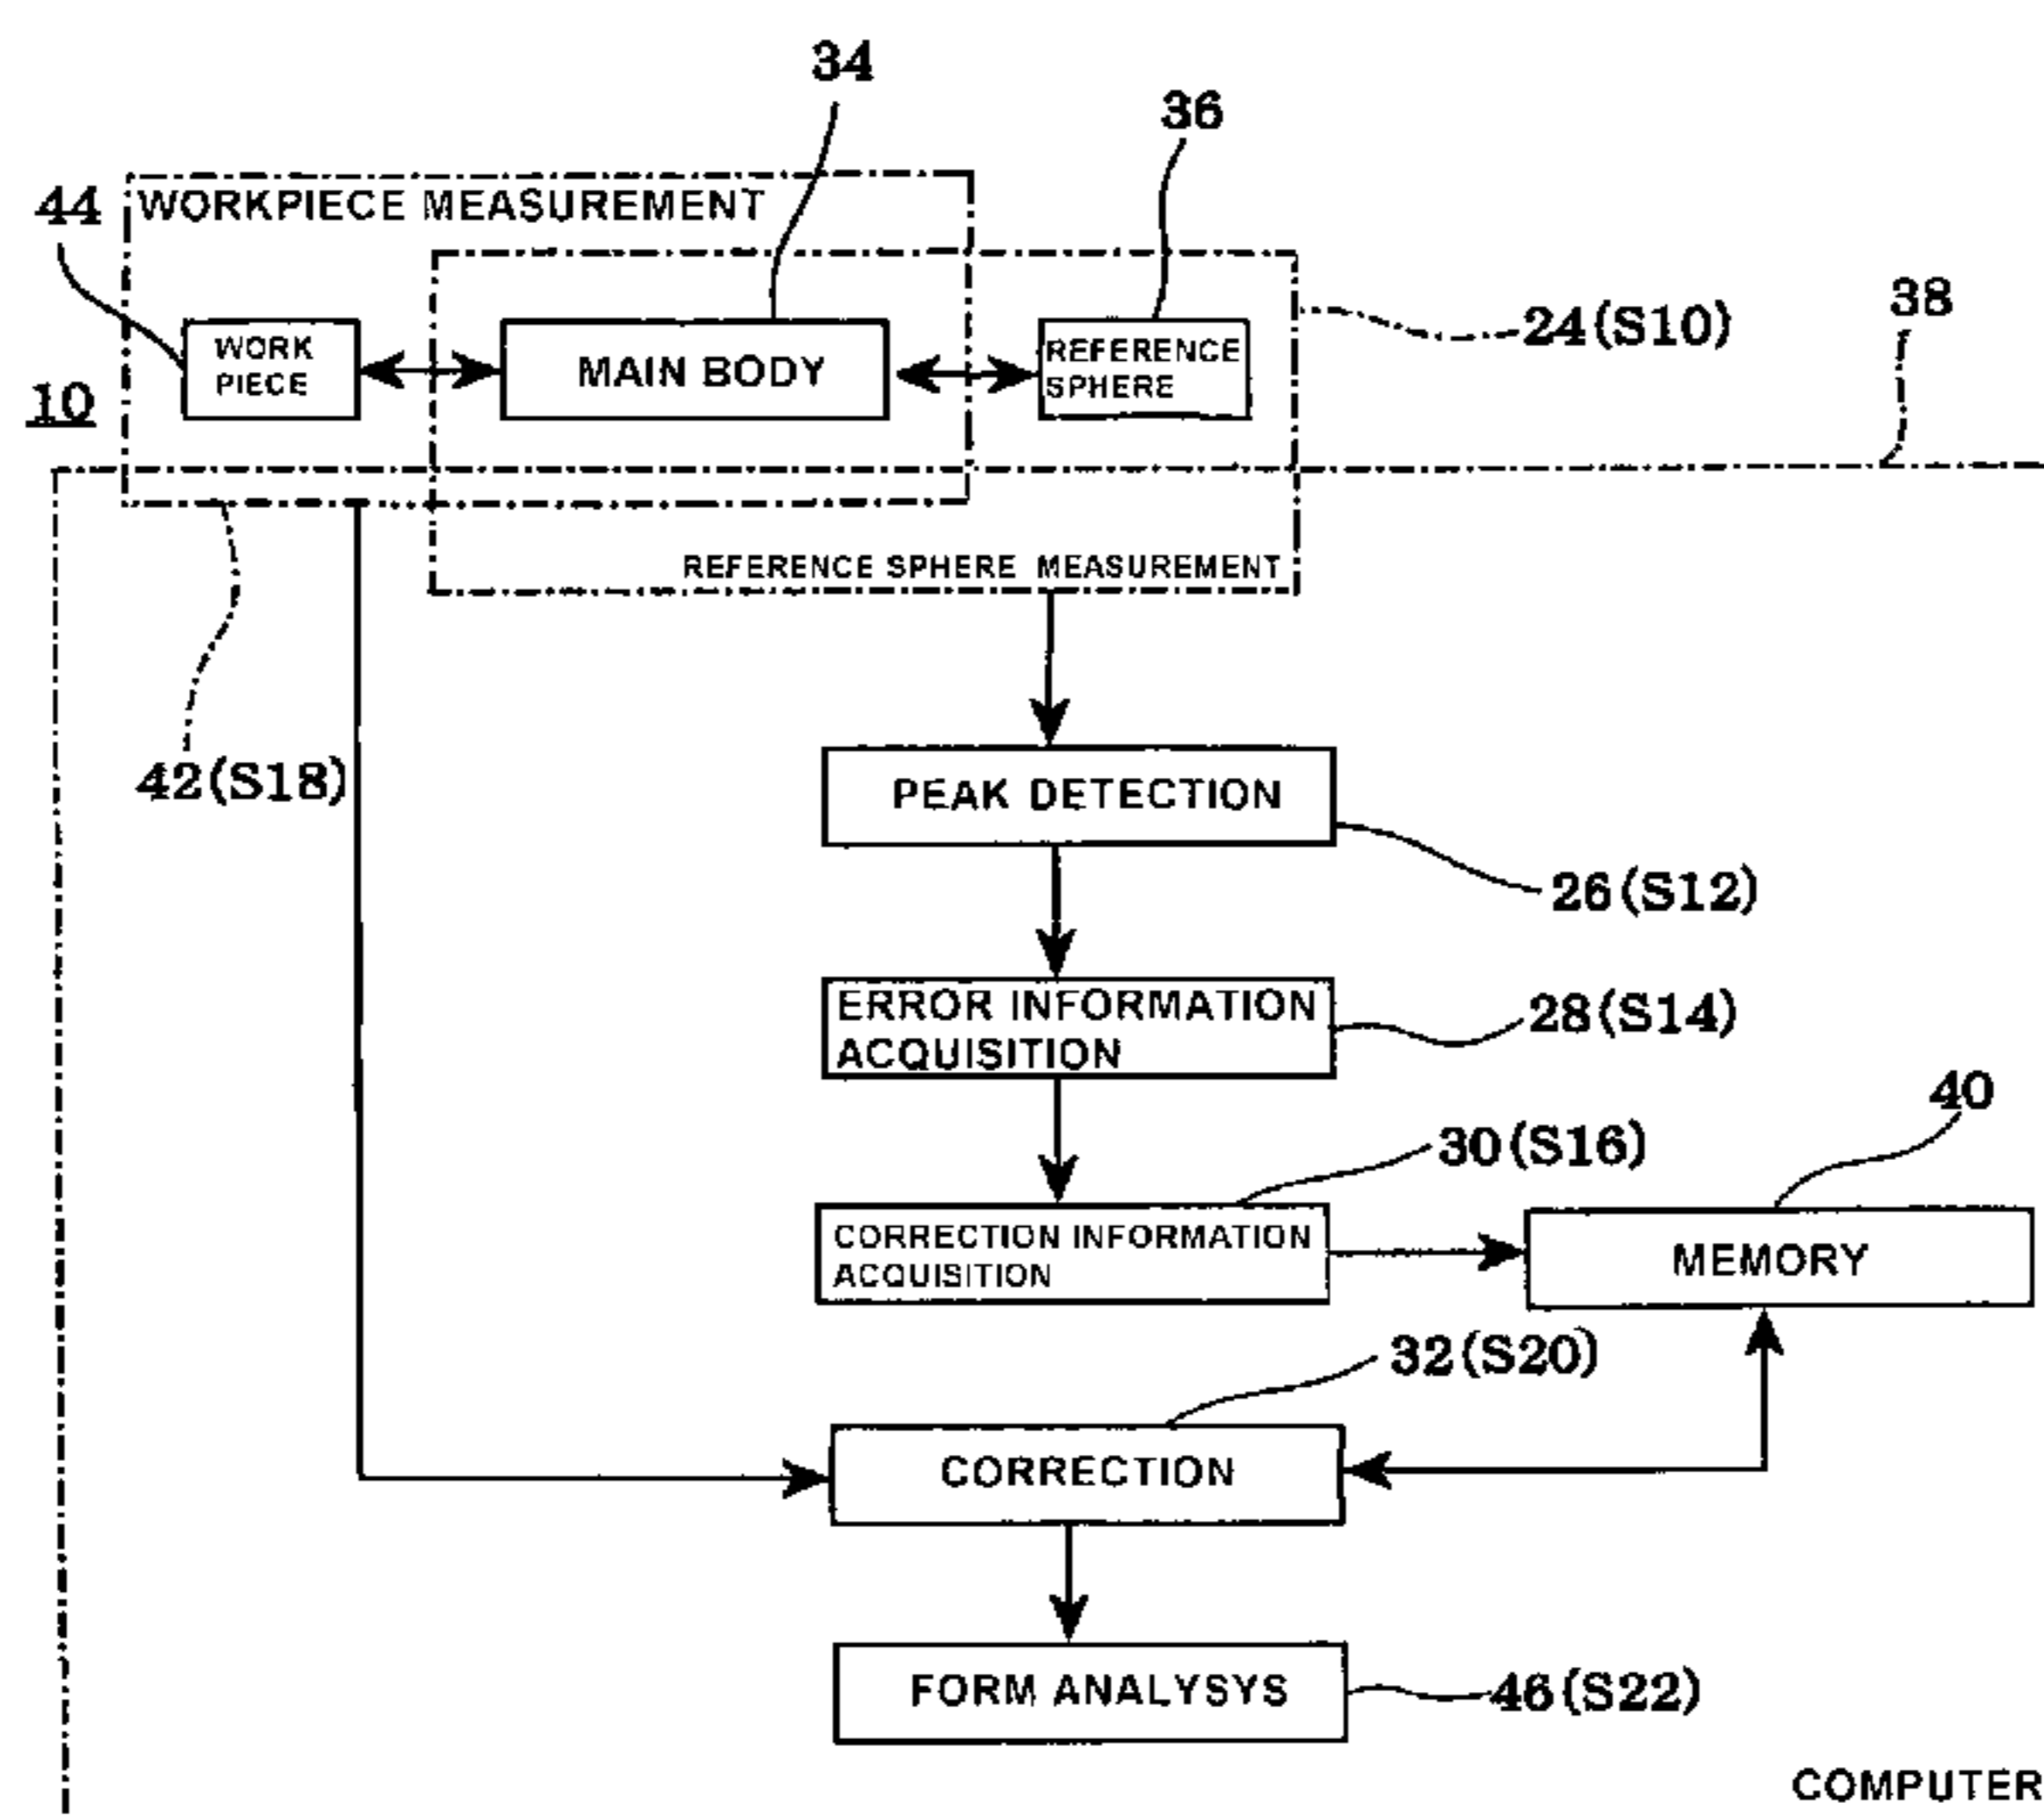 34
36
44
WORKPIECE MEASUREMENT
38
24(S10)
WORK
PIECE
MAIN BODY
REFERENCE
SPHERE
10
REFERENCE SPHERE MEASUREMENT
42(S18)
PEAK DETECTION
26(S12)
ERROR INFORMATION
ACQUISITION
28(S14)
40
30(S16)
CORRECTION INFORMATION
ACQUISITION
MEMORY
32(S20)
CORRECTION
FORM ANALYSYS
46(S22)
COMPUTER